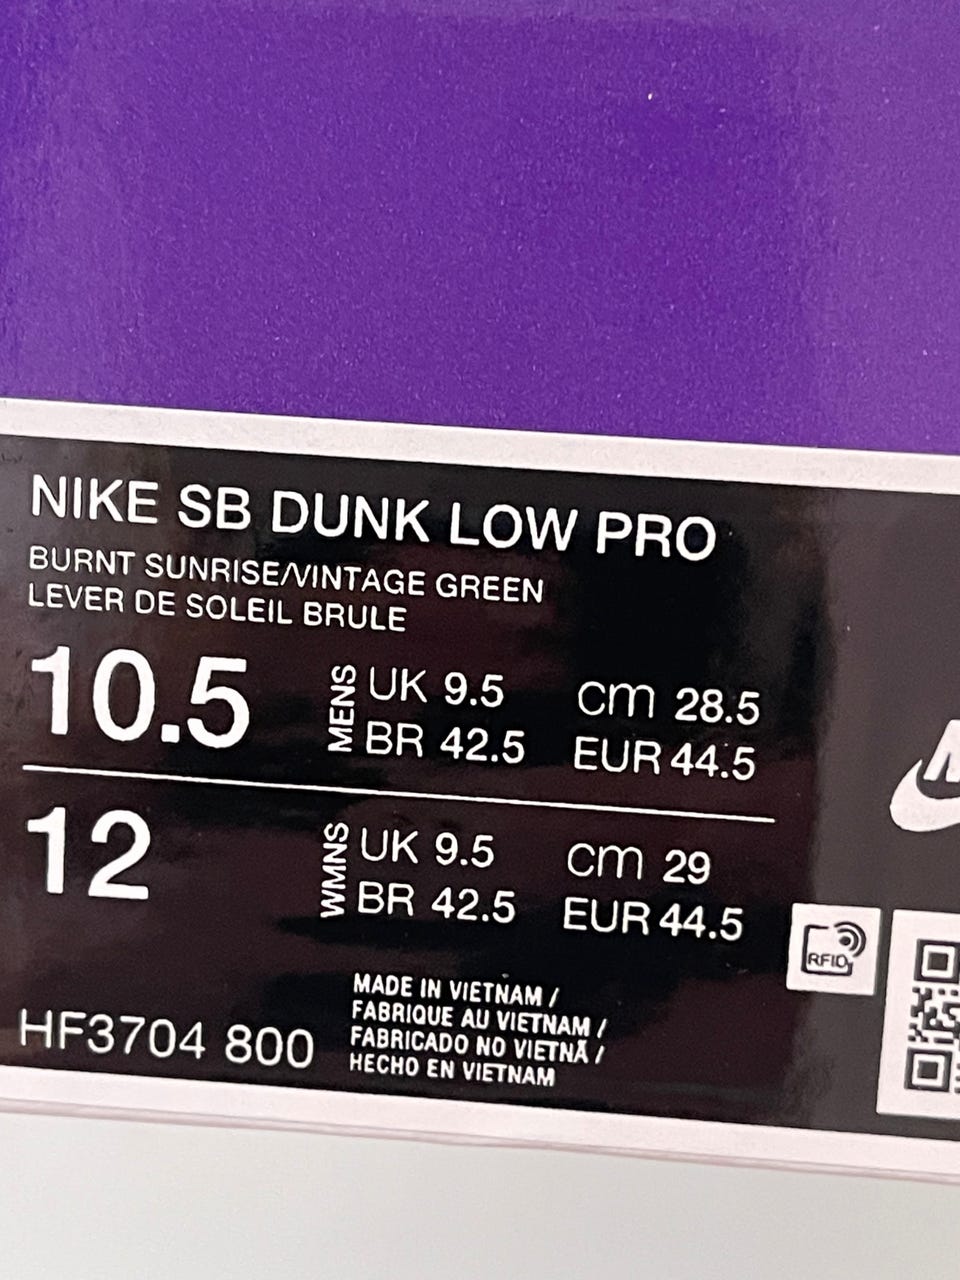 NIKE SB DUNK LOW PRO
BURNT SUNRISE/VINTAGE GREEN
LEVER DE SOLEIL BRULE
10.5 MENS UK 9.5 cm 28.5
BR 42.5 EUR 44.5
12 WMNS UK 9.5 cm 29
BR 42.5 EUR 44.5
RFID
HF3704 800
MADE IN VIETNAM /
FABRIQUE AU VIETNAM /
FABRICADO NO VIETNÃ /
HECHO EN VIETNAM